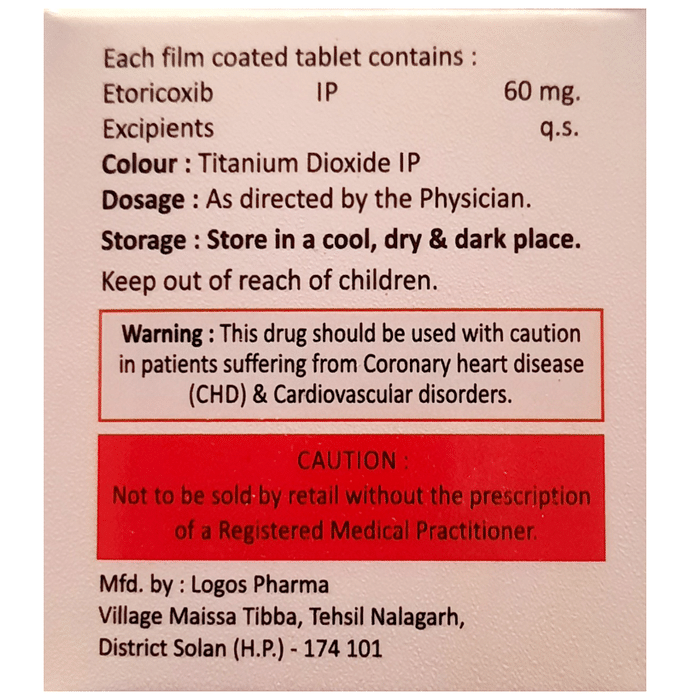 Each film coated tablet contains :
Etoricoxib IP 60 mg.
Excipients q.s.
Colour : Titanium Dioxide IP
Dosage : As directed by the Physician.
Storage : Store in a cool, dry & dark place.
Keep out of reach of children.
Warning : This drug should be used with caution
in patients suffering from Coronary heart disease
(CHD) & Cardiovascular disorders.
CAUTION :
Not to be sold by retail without the prescription
of a Registered Medical Practitioner.
Mfd. by : Logos Pharma
Village Maissa Tibba, Tehsil Nalagarh,
District Solan (H.P.) - 174 101